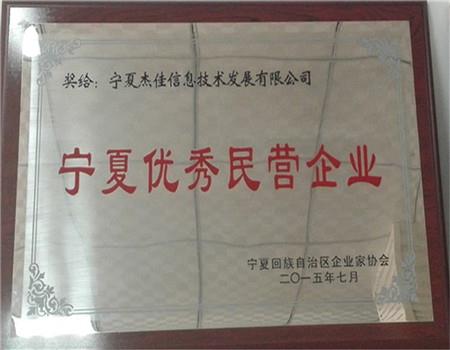 奖给：宁夏杰佳信息技术发展有限公司
宁夏优秀民营企业
宁夏回族自治区企业家协会
二〇一五年七月